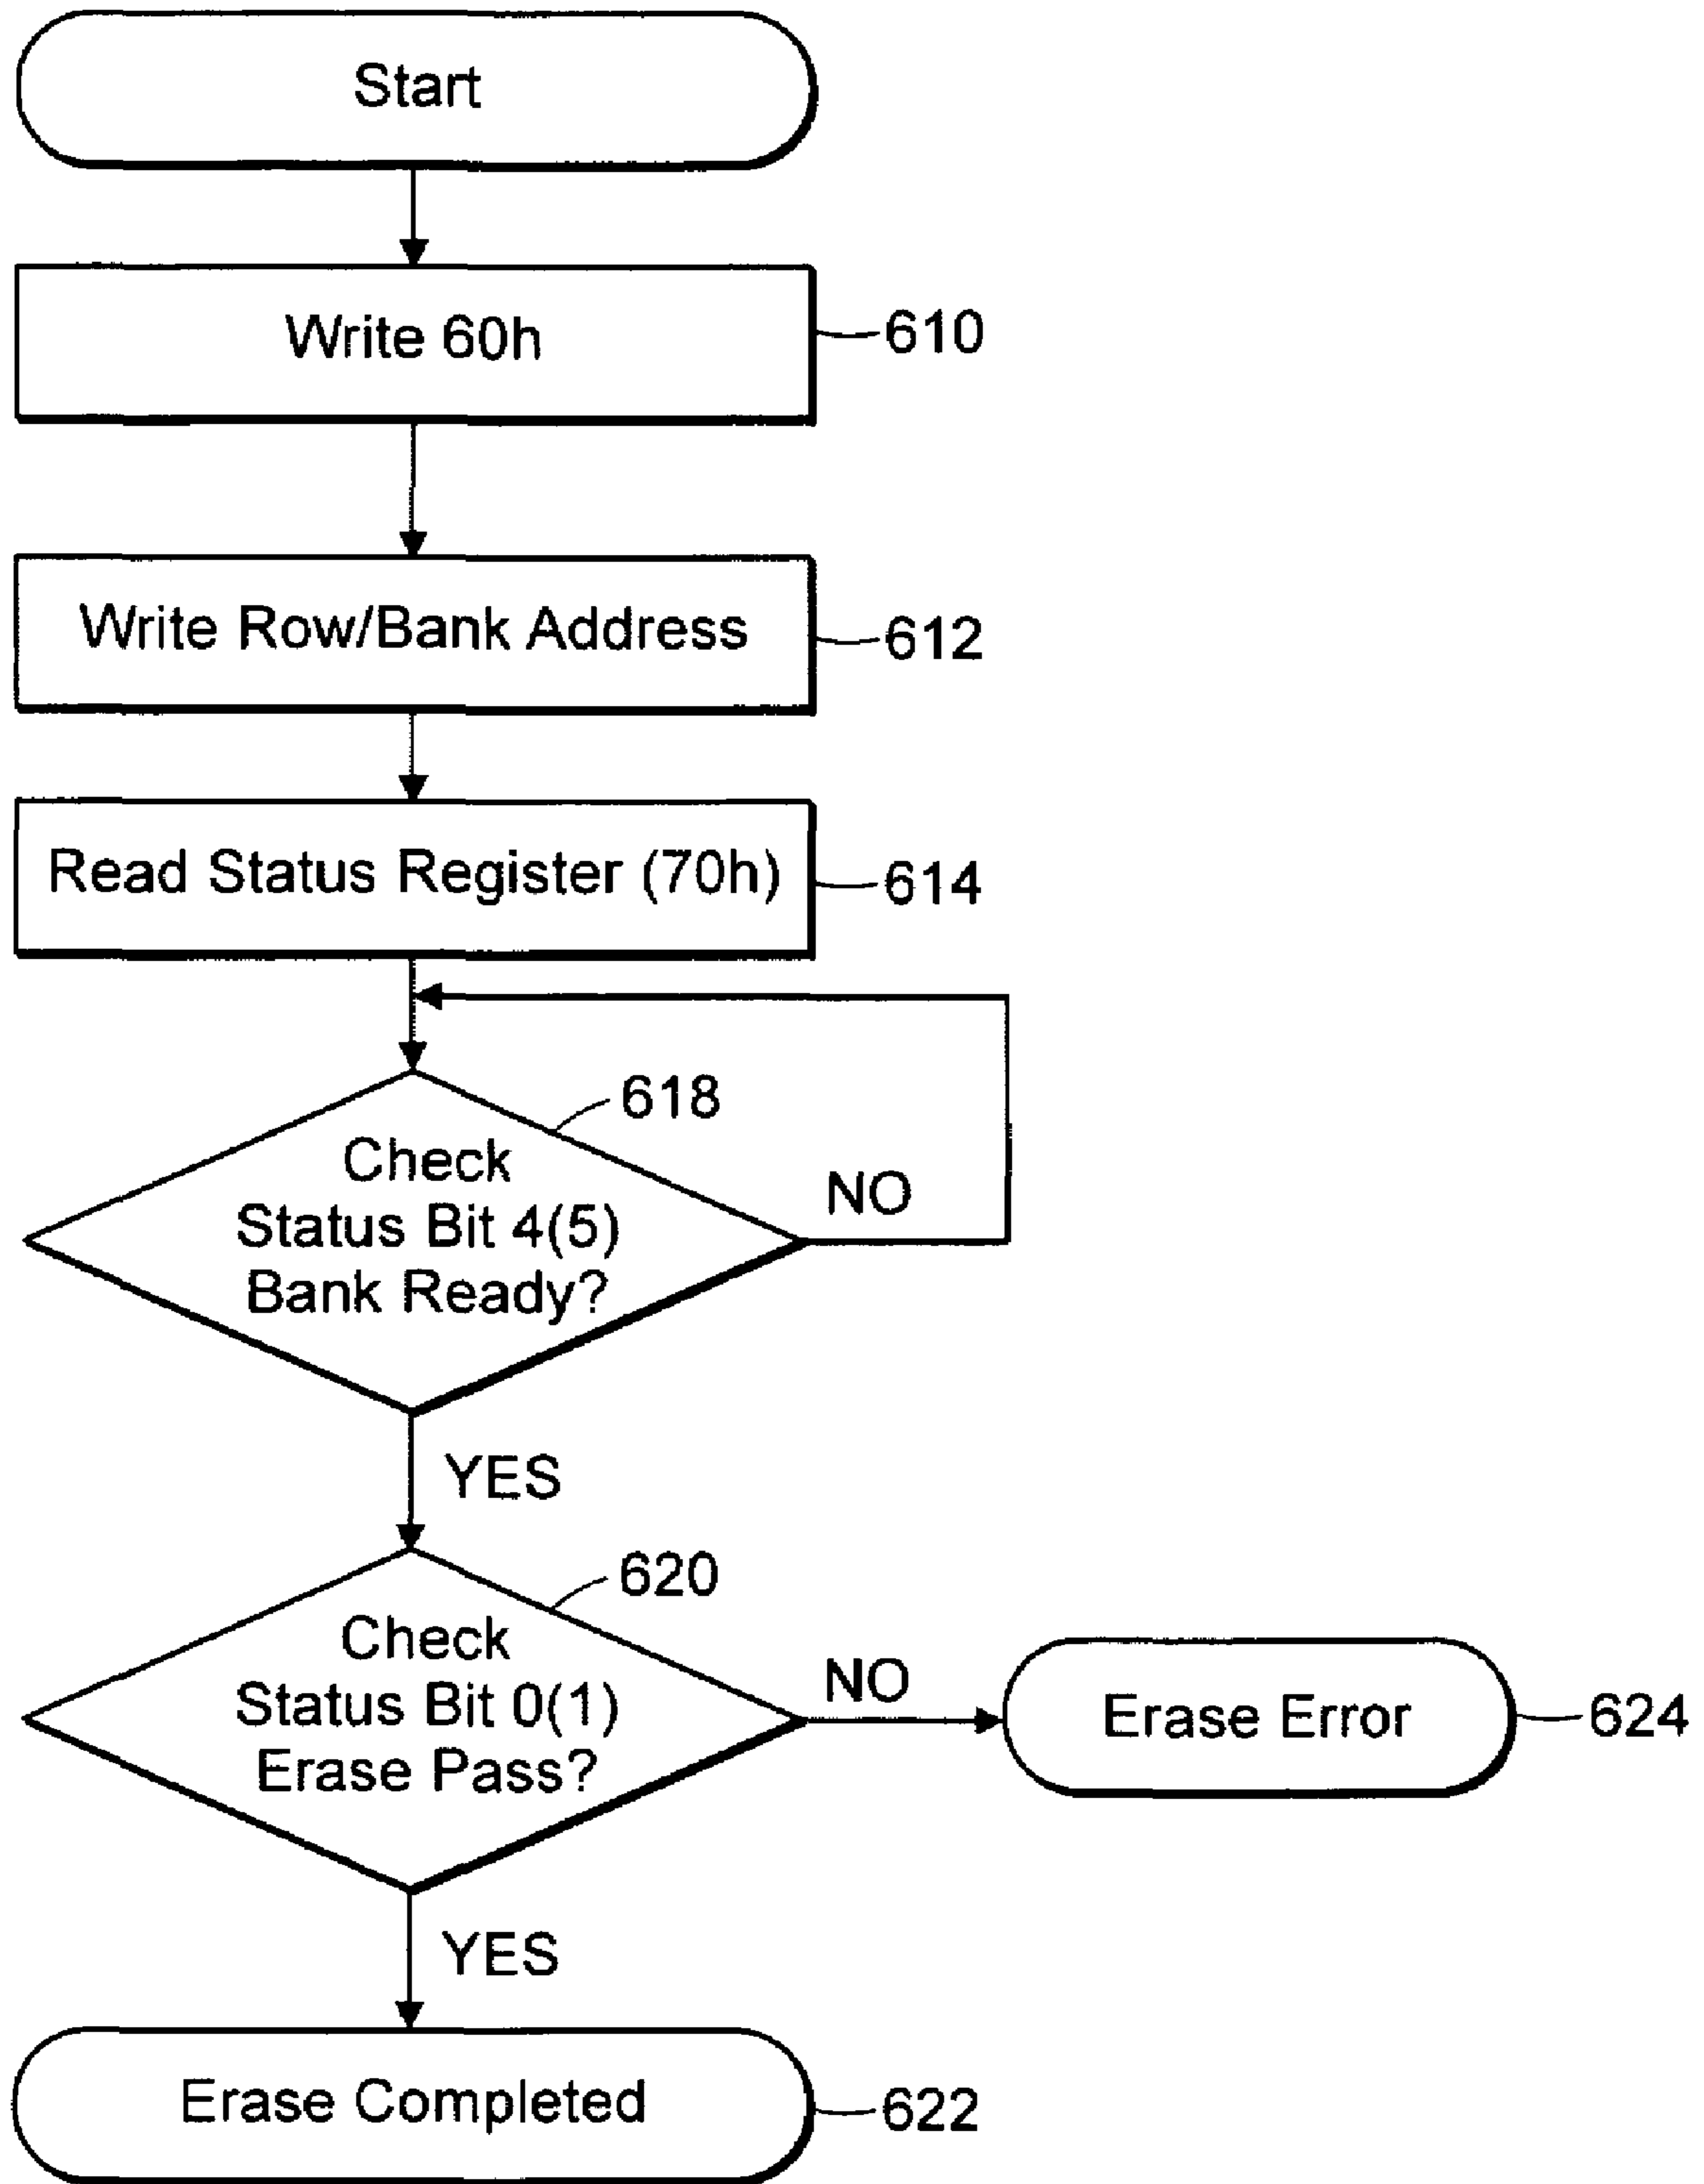 Start
Write 60h
610
Write Row/Bank Address
612
Read Status Register (70h)
614
618
Check
Status Bit 4(5)
Bank Ready?
NO
YES
620
Check
Status Bit 0(1)
Erase Pass?
NO
Erase Error
624
YES
Erase Completed
622